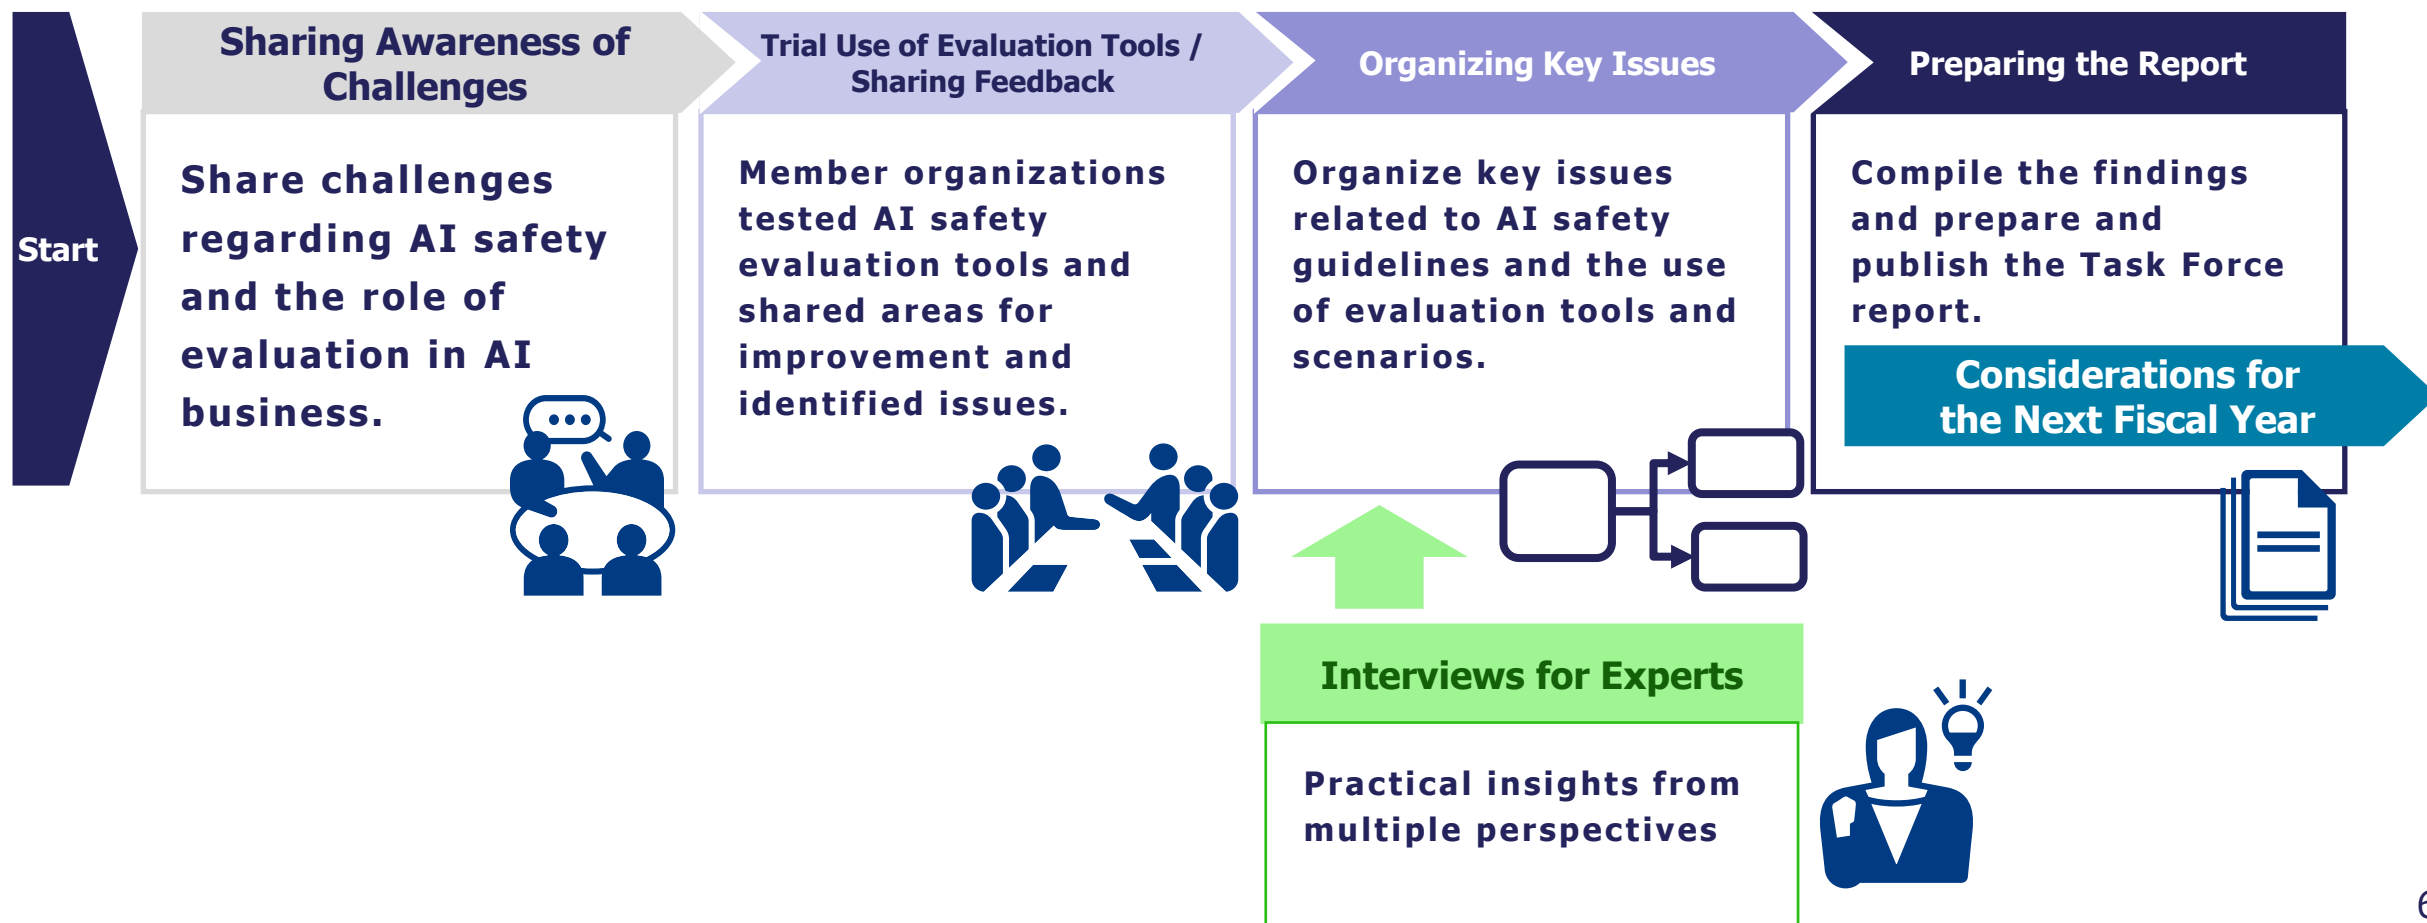 Start
Sharing Awareness of
Challenges
Share challenges
regarding AI safety
and the role of
evaluation in AI
business.
Trial Use of Evaluation Tools /
Sharing Feedback
Member organizations
tested AI safety
evaluation tools and
shared areas for
improvement and
identified issues.
Organizing Key Issues
Organize key issues
related to AI safety
guidelines and the use
of evaluation tools and
scenarios.
Preparing the Report
Compile the findings
and prepare and
publish the Task Force
report.
Considerations for
the Next Fiscal Year
Interviews for Experts
Practical insights from
multiple perspectives